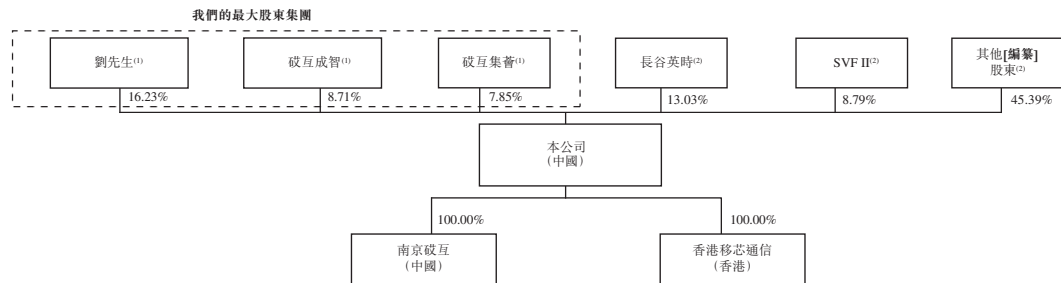 我們的最大股東集團
劉先生(1)
砹互成智(1)
砹互集薈(1)
長谷英時(2)
SVF II(2)
其他[編纂]
股東(2)
16.23%
8.71%
7.85%
13.03%
8.79%
45.39%
本公司
（中國）
100.00%
100.00%
南京砹互
（中國）
香港移芯通信
（香港）